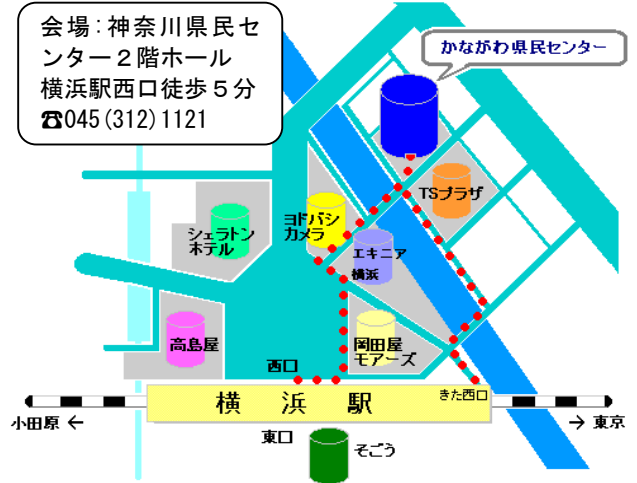 会場：神奈川県民セ
ンター２階ホール
横浜駅西口徒歩５分
☎045(312)1121
かながわ県民センター
TSプラザ
ヨドバシ
カメラ
シェラトン
ホテル
エキニア
横浜
高島屋
岡田屋
モアーズ
西口
きた西口
横浜駅
小田原 ←
→ 東京
東口
そごう